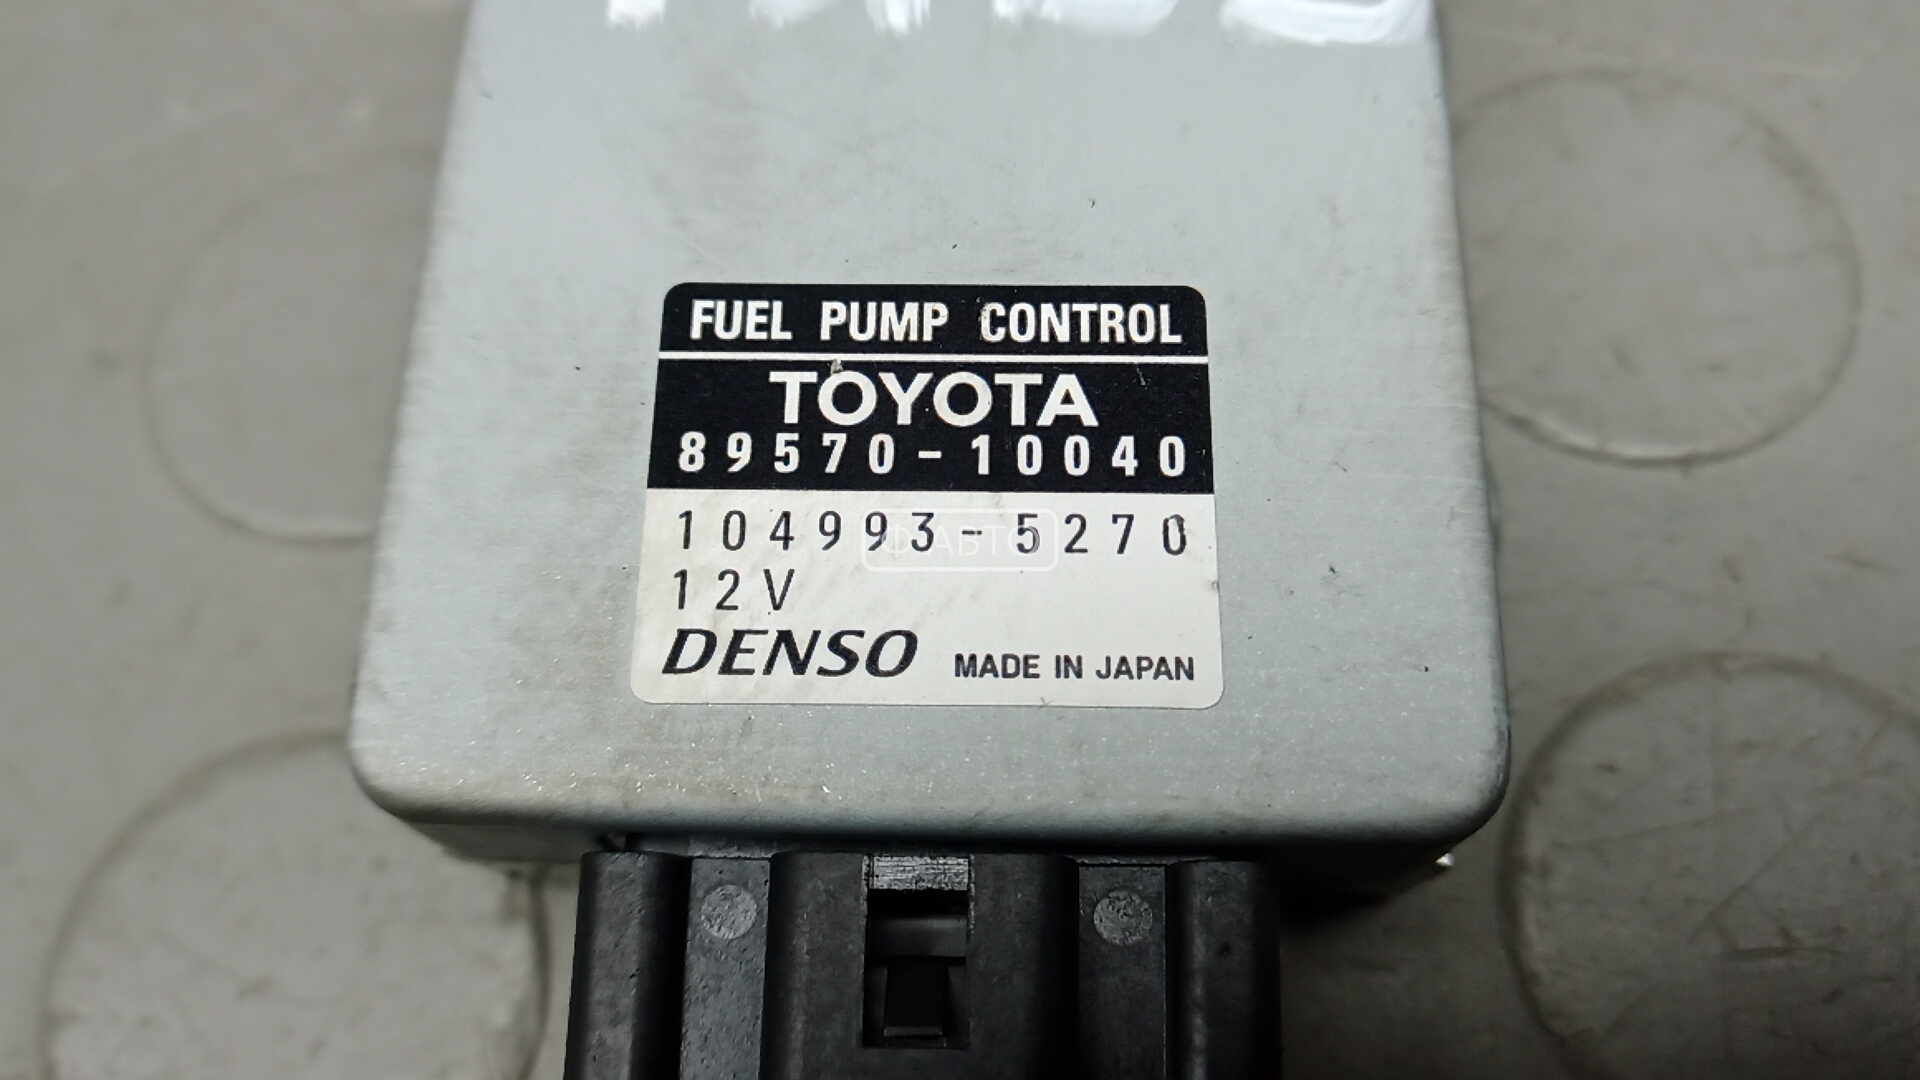 FUEL PUMP CONTROL
TOYOTA
89570-10040
104993-5270
12V
DENSO MADE IN JAPAN